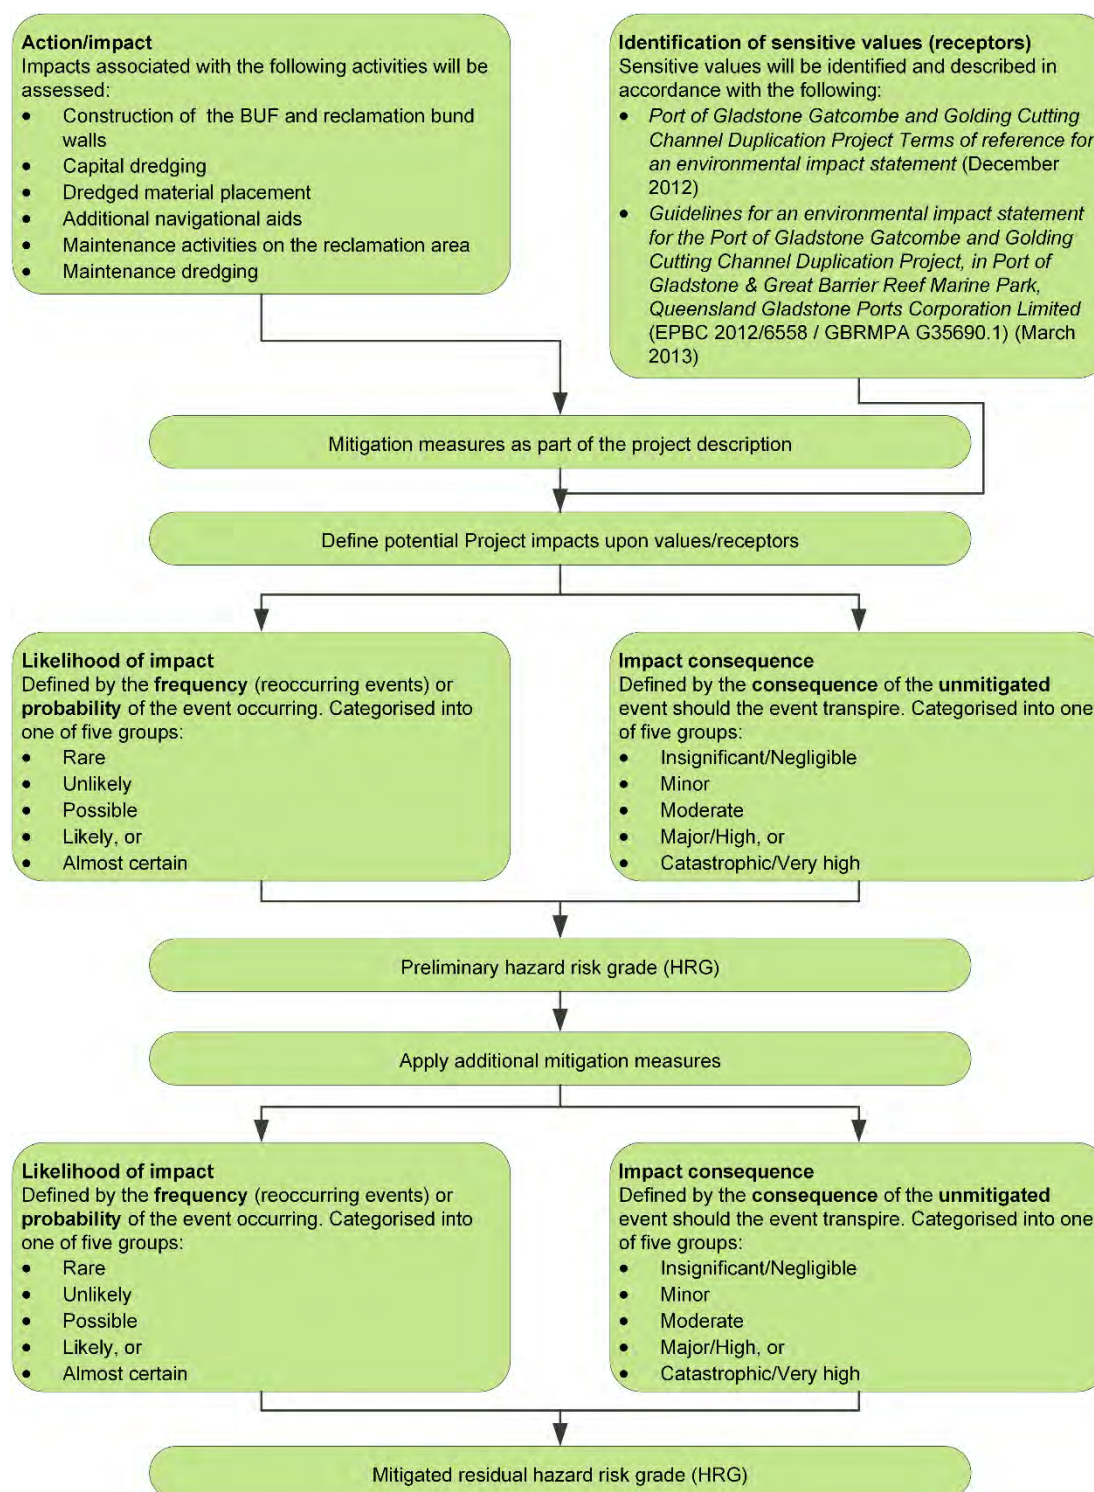 Action/impact
Impacts associated with the following activities will be
assessed:
• Construction of the BUF and reclamation bund
walls
• Capital dredging
• Dredged material placement
• Additional navigational aids
• Maintenance activities on the reclamation area
• Maintenance dredging
Identification of sensitive values (receptors)
Sensitive values will be identified and described in
accordance with the following:
• Port of Gladstone Gatcombe and Golding Cutting
Channel Duplication Project Terms of reference for
an environmental impact statement (December
2012)
• Guidelines for an environmental impact statement
for the Port of Gladstone Gatcombe and Golding
Cutting Channel Duplication Project, in Port of
Gladstone & Great Barrier Reef Marine Park,
Queensland Gladstone Ports Corporation Limited
(EPBC 2012/6558 / GBRMPA G35690.1) (March
2013)
Mitigation measures as part of the project description
Define potential Project impacts upon values/receptors
Likelihood of impact
Defined by the frequency (reoccurring events) or
probability of the event occurring. Categorised into
one of five groups:
• Rare
• Unlikely
• Possible
• Likely, or
• Almost certain
Impact consequence
Defined by the consequence of the unmitigated
event should the event transpire. Categorised into one
of five groups:
• Insignificant/Negligible
• Minor
• Moderate
• Major/High, or
• Catastrophic/Very high
Preliminary hazard risk grade (HRG)
Apply additional mitigation measures
Likelihood of impact
Defined by the frequency (reoccurring events) or
probability of the event occurring. Categorised into
one of five groups:
• Rare
• Unlikely
• Possible
• Likely, or
• Almost certain
Impact consequence
Defined by the consequence of the unmitigated
event should the event transpire. Categorised into one
of five groups:
• Insignificant/Negligible
• Minor
• Moderate
• Major/High, or
• Catastrophic/Very high
Mitigated residual hazard risk grade (HRG)